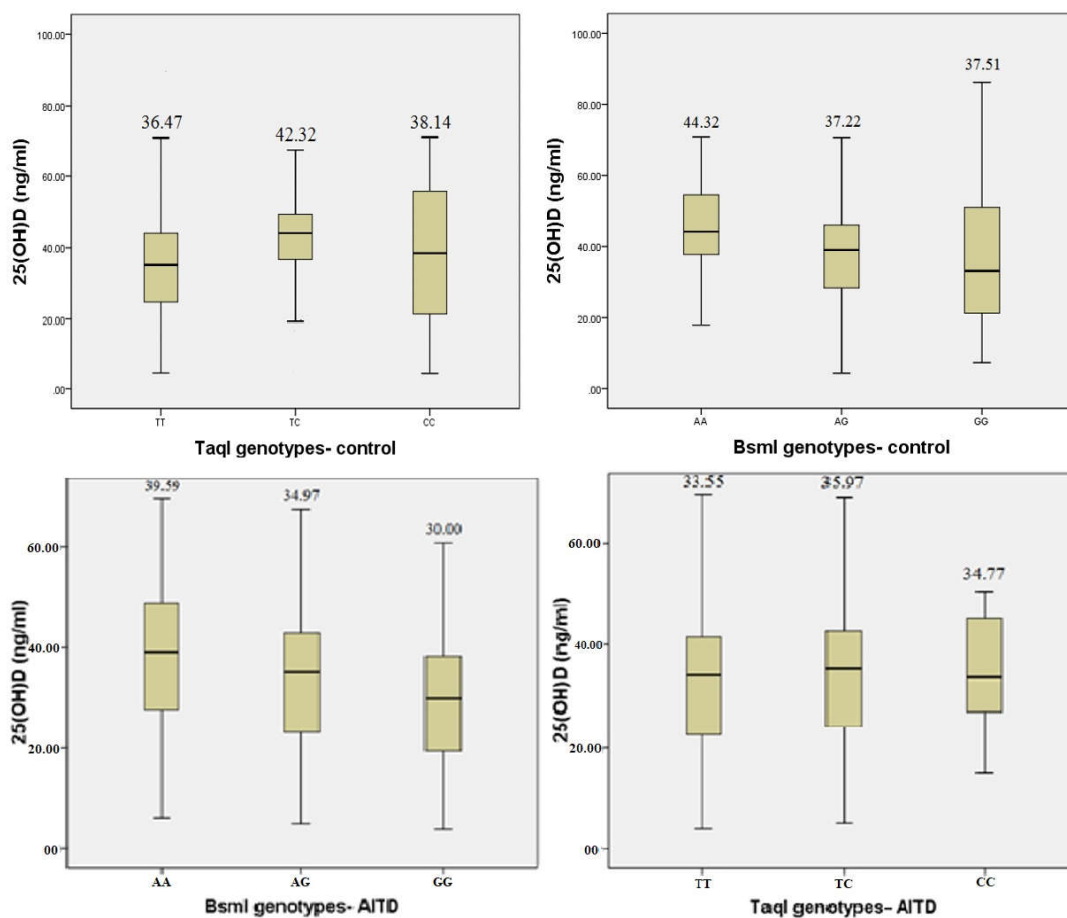 100.00
80.00
60.00
40.00
20.00
.00
25(OH)D (ng/ml)
36.47
42.32
38.14
TT TC CC
TaqI genotypes- control
100.00
80.00
60.00
40.00
20.00
.00
25(OH)D (ng/ml)
44.32
37.22
37.51
AA AG GG
BsmI genotypes- control
60.00
40.00
20.00
00
25(OH)D (ng/ml)
39.59
34.97
30.00
AA AG GG
BsmI genotypes- AITD
60.00
40.00
20.00
00
25(OH)D (ng/ml)
33.55
35.97
34.77
TT TC CC
TaqI genotypes- AITD